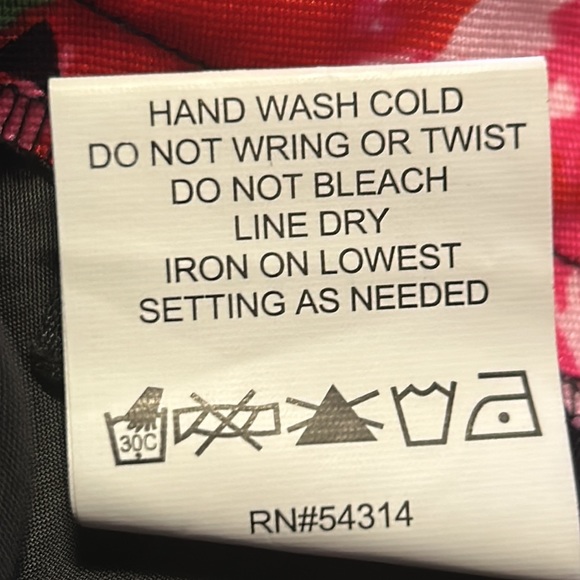 HAND WASH COLD
DO NOT WRING OR TWIST
DO NOT BLEACH
LINE DRY
IRON ON LOWEST
SETTING AS NEEDED
30C
RN#54314